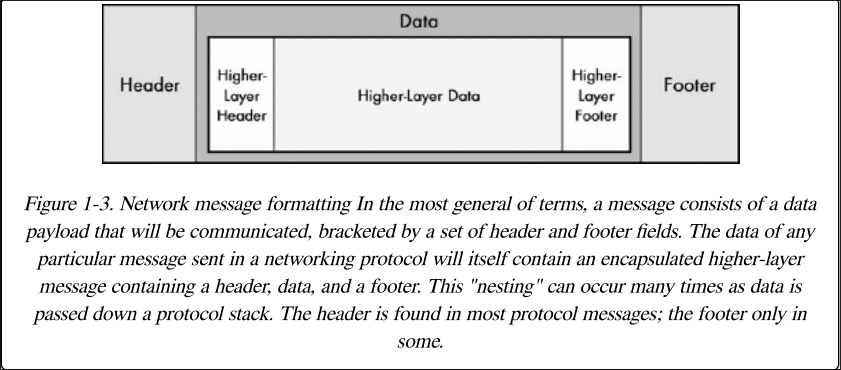 Data
Header
Higher-
Layer
Header
Higher-Layer Data
Higher-
Layer
Footer
Footer
Figure 1-3. Network message formatting In the most general of terms, a message consists of a data
payload that will be communicated, bracketed by a set of header and footer fields. The data of any
particular message sent in a networking protocol will itself contain an encapsulated higher-layer
message containing a header, data, and a footer. This "nesting" can occur many times as data is
passed down a protocol stack. The header is found in most protocol messages; the footer only in
some.